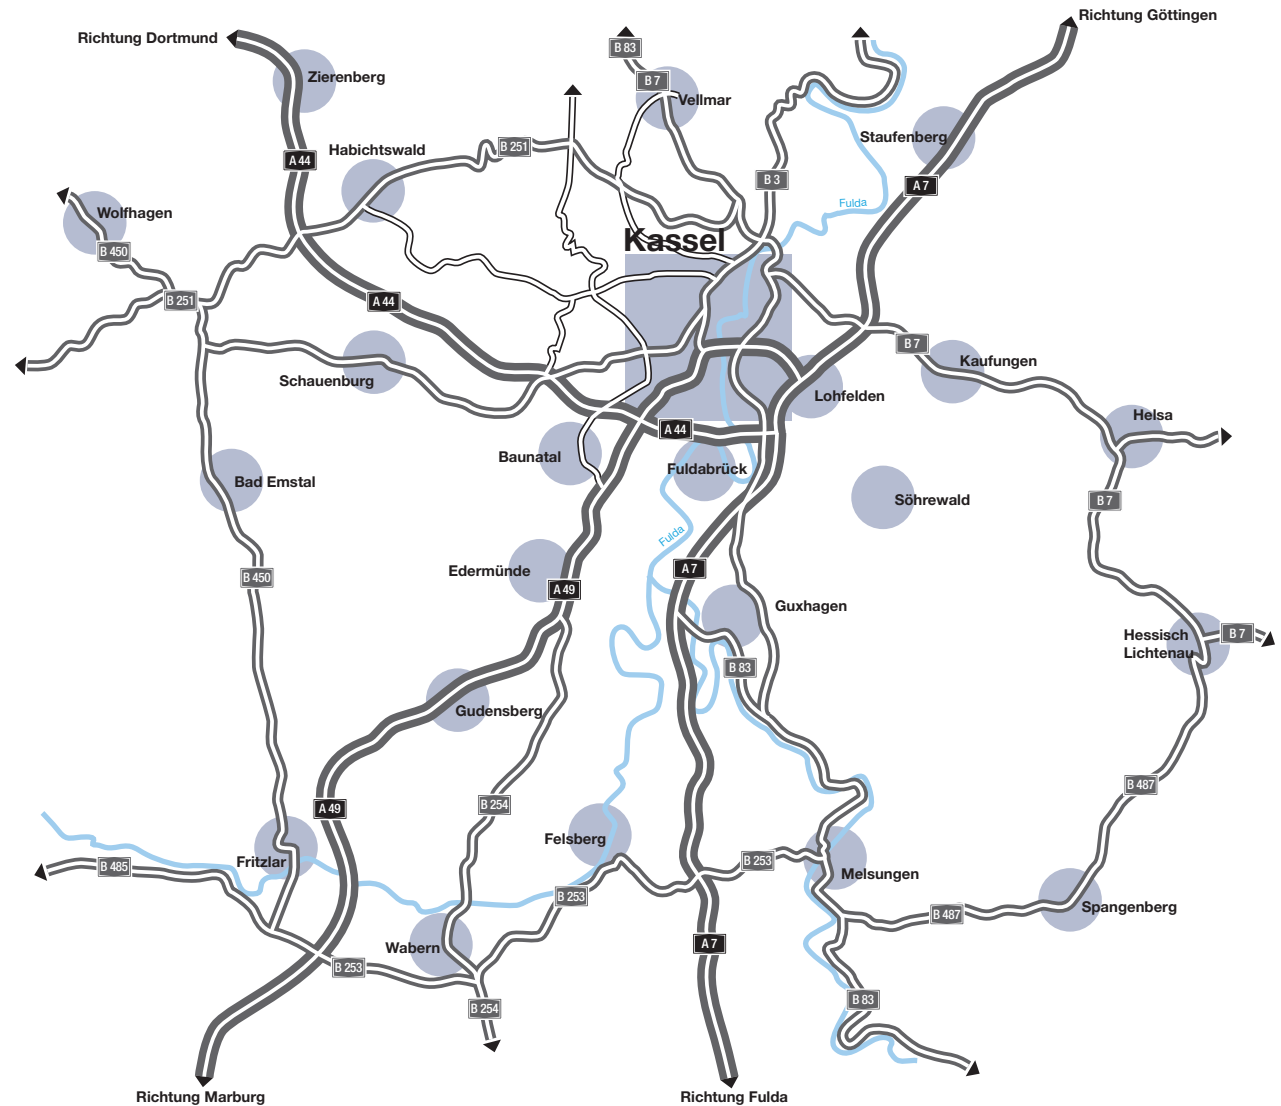 Richtung Göttingen
Richtung Dortmund
B 83
Zierenberg
B 7
Vellmar
Staufenberg
B 251
Habichtswald
A 44
B 3
A 7
Fulda
Wolfhagen
Kassel
B 450
B 251
A 44
B 7
Kaufungen
Schauenburg
Lohfelden
Helsa
A 44
Baunatal
Fuldabrück
Bad Emstal
Söhrewald
B 7
Fulda
Edermünde
A 7
B 450
A 49
Guxhagen
Hessisch
Lichtenau
B 7
B 83
Gudensberg
B 487
B 254
A 49
Felsberg
Fritzlar
B 253
B 485
Melsungen
B 253
Spangenberg
B 487
Wabern
A 7
B 253
B 83
B 254
Richtung Marburg
Richtung Fulda